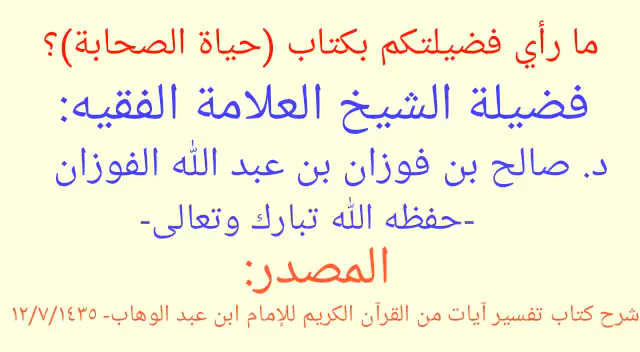 ما رأي فضيلتكم بكتاب (حياة الصحابة)؟
فضيلة الشيخ العلامة الفقيه:
د. صالح بن فوزان بن عبد الله الفوزان
-حفظه الله تبارك وتعالى-
المصدر:
شرح كتاب تفسير آيات من القرآن الكريم للإمام ابن عبد الوهاب- ١٢/٧/١٤٣٥